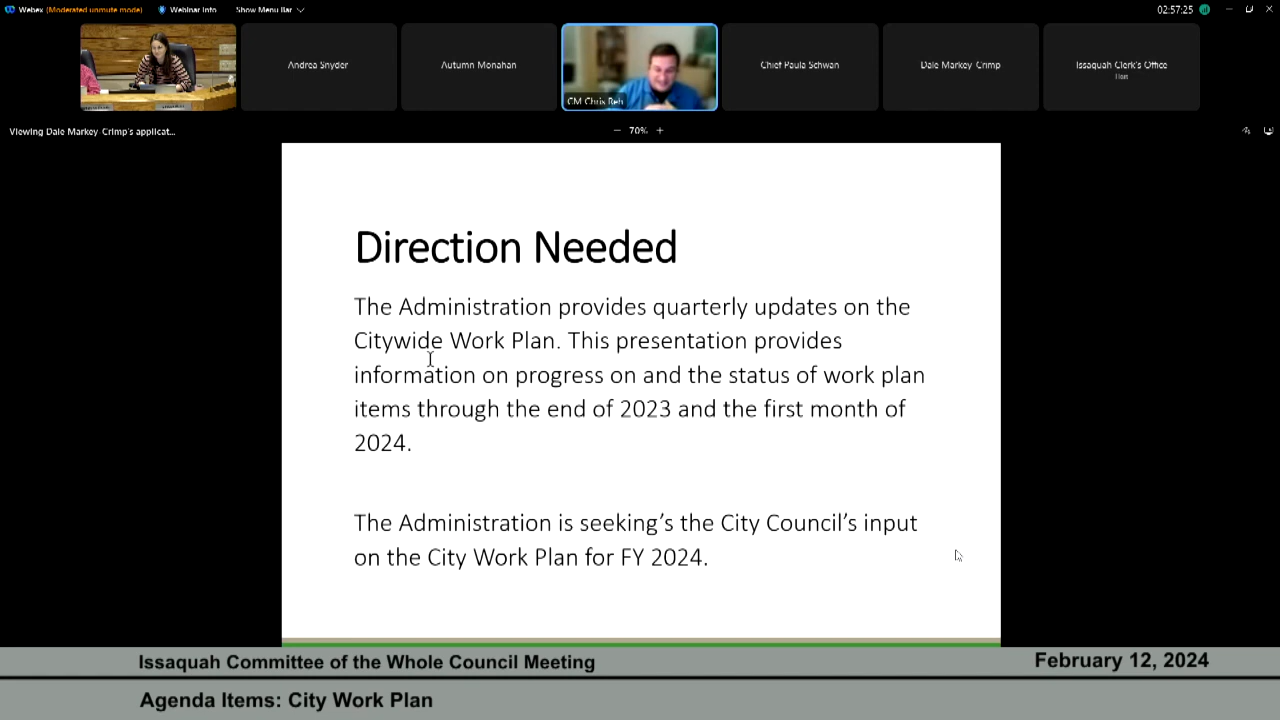 Webex (Moderated unmute mode) Webinar Info Show Menu Bar 02:57:25
Andrea Snyder
Autumn Monahan
CM Chris Reh
Chief Paula Schwan
Dale Markey-Crimp
Issaquah Clerk's Office
Host
Viewing Dale Markey-Crimp's applicat...
70%
Direction Needed
The Administration provides quarterly updates on the
Citywide Work Plan. This presentation provides
information on progress on and the status of work plan
items through the end of 2023 and the first month of
2024.
The Administration is seeking's the City Council's input
on the City Work Plan for FY 2024.
Issaquah Committee of the Whole Council Meeting
February 12, 2024
Agenda Items: City Work Plan